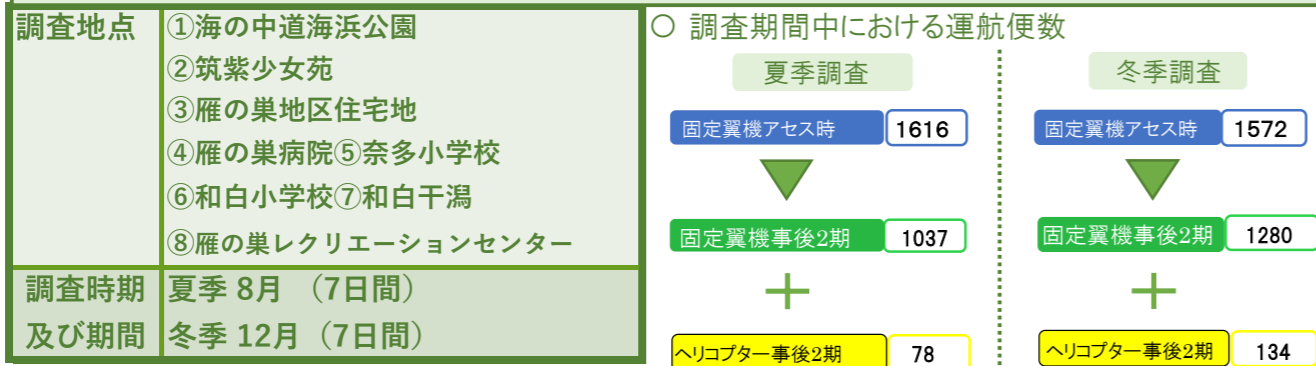 調査地点
①海の中道海浜公園
②筑紫少女苑
③雁の巣地区住宅地
④雁の巣病院⑤奈多小学校
⑥和白小学校⑦和白干潟
⑧雁の巣レクリエーションセンター
調査時期
及び期間
夏季 8月 （7日間）
冬季 12月（7日間）
〇 調査期間中における運航便数
夏季調査
固定翼機アセス時 1616
固定翼機事後2期 1037
＋
ヘリコプター事後2期 78
冬季調査
固定翼機アセス時 1572
固定翼機事後2期 1280
＋
ヘリコプター事後2期 134